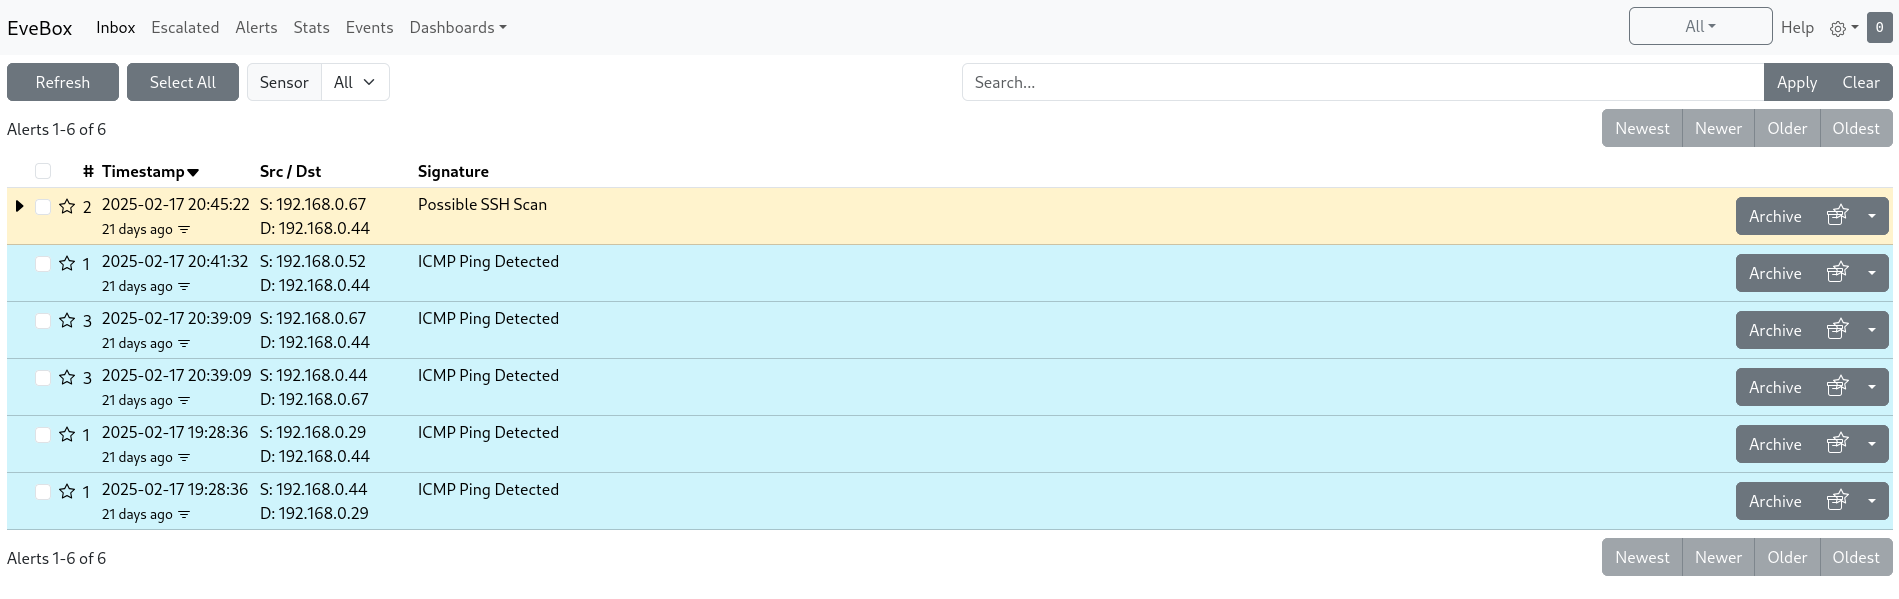 EveBox Inbox Escalated Alerts Stats Events Dashboards All Help 0
Refresh Select All Sensor All Search... Apply Clear
Alerts 1-6 of 6 Newest Newer Older Oldest
# Timestamp Src / Dst Signature
2 2025-02-17 20:45:22 S: 192.168.0.67 Possible SSH Scan Archive
21 days ago D: 192.168.0.44
1 2025-02-17 20:41:32 S: 192.168.0.52 ICMP Ping Detected Archive
21 days ago D: 192.168.0.44
3 2025-02-17 20:39:09 S: 192.168.0.67 ICMP Ping Detected Archive
21 days ago D: 192.168.0.44
3 2025-02-17 20:39:09 S: 192.168.0.44 ICMP Ping Detected Archive
21 days ago D: 192.168.0.67
1 2025-02-17 19:28:36 S: 192.168.0.29 ICMP Ping Detected Archive
21 days ago D: 192.168.0.44
1 2025-02-17 19:28:36 S: 192.168.0.44 ICMP Ping Detected Archive
21 days ago D: 192.168.0.29
Alerts 1-6 of 6 Newest Newer Older Oldest